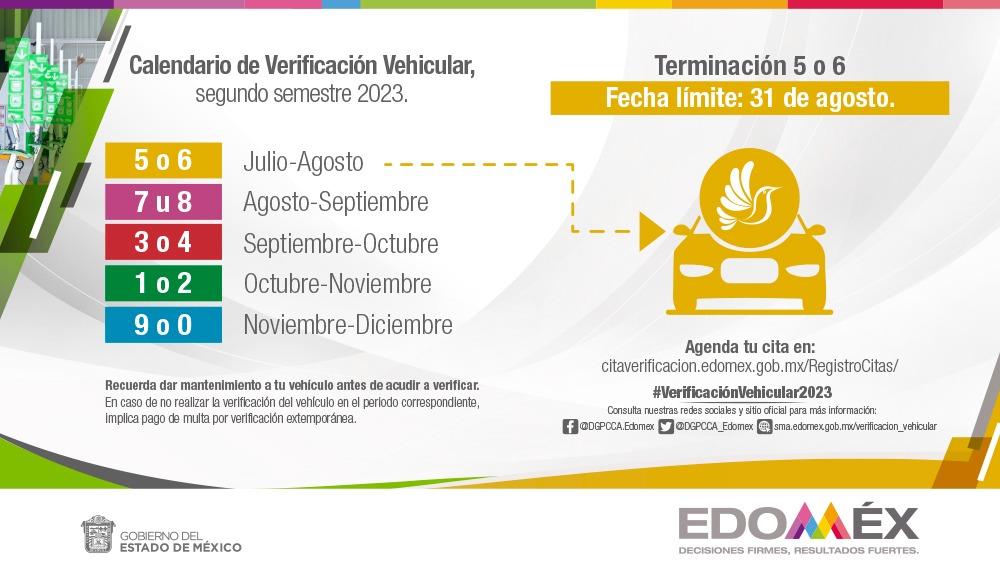 Calendario de Verificación Vehicular,
segundo semestre 2023.
5 o 6 Julio-Agosto
7 u 8 Agosto-Septiembre
3 o 4 Septiembre-Octubre
1 o 2 Octubre-Noviembre
9 o 0 Noviembre-Diciembre
Recuerda dar mantenimiento a tu vehículo antes de acudir a verificar.
En caso de no realizar la verificación del vehículo en el periodo correspondiente,
implica pago de multa por verificación extemporánea.
Terminación 5 o 6
Fecha límite: 31 de agosto.
Agenda tu cita en:
citaverificacion.edomex.gob.mx/RegistroCitas/
#VerificaciónVehicular2023
Consulta nuestras redes sociales y sitio oficial para más información:
@DGPCCA.Edomex @DGPCCA_Edomex sma.edomex.gob.mx/verificacion_vehicular
GOBIERNO DEL
ESTADO DE MÉXICO
EDOMÉX
DECISIONES FIRMES, RESULTADOS FUERTES.